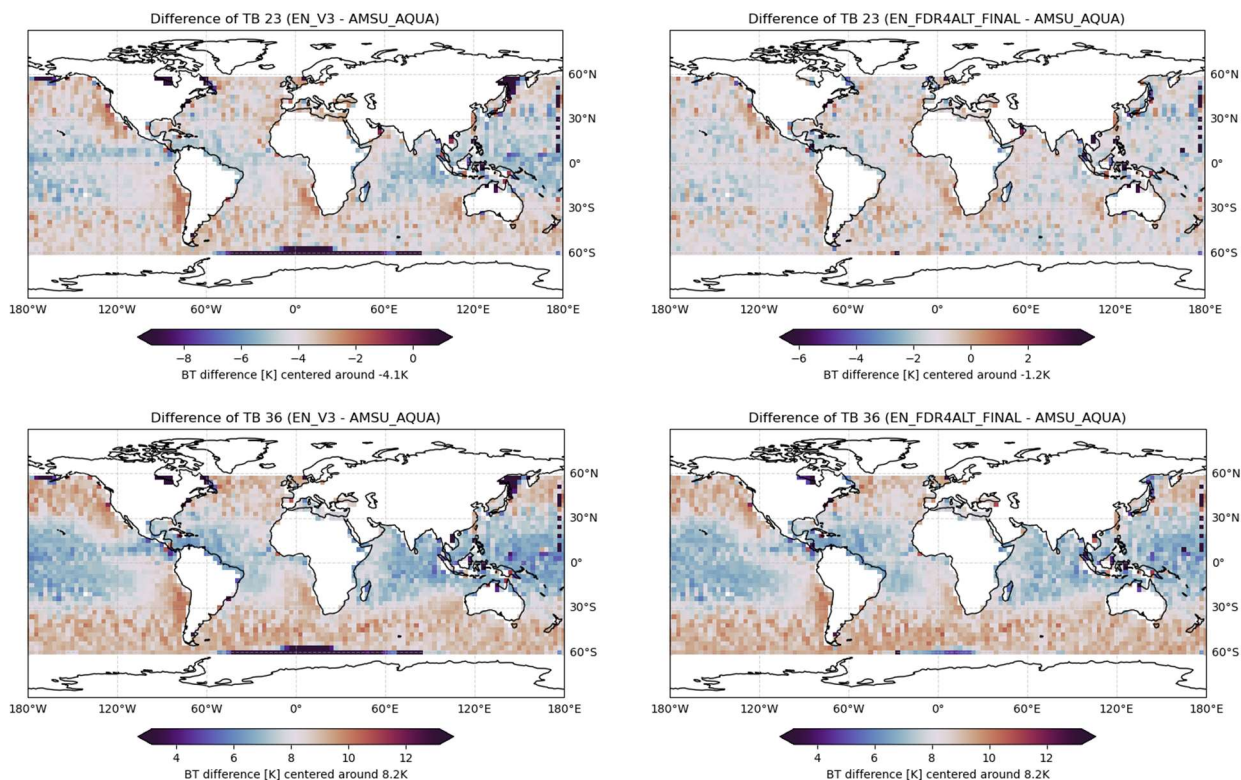 Difference of TB 23 (EN_V3 - AMSU_AQUA)
60°N
30°N
0°
30°S
60°S
180°W 120°W 60°W 0° 60°E 120°E 180°E
−8 −6 −4 −2 0
BT difference [K] centered around -4.1K
Difference of TB 23 (EN_FDR4ALT_FINAL - AMSU_AQUA)
60°N
30°N
0°
30°S
60°S
180°W 120°W 60°W 0° 60°E 120°E 180°E
−6 −4 −2 0 2
BT difference [K] centered around -1.2K
Difference of TB 36 (EN_V3 - AMSU_AQUA)
60°N
30°N
0°
30°S
60°S
180°W 120°W 60°W 0° 60°E 120°E 180°E
4 6 8 10 12
BT difference [K] centered around 8.2K
Difference of TB 36 (EN_FDR4ALT_FINAL - AMSU_AQUA)
60°N
30°N
0°
30°S
60°S
180°W 120°W 60°W 0° 60°E 120°E 180°E
4 6 8 10 12
BT difference [K] centered around 8.2K